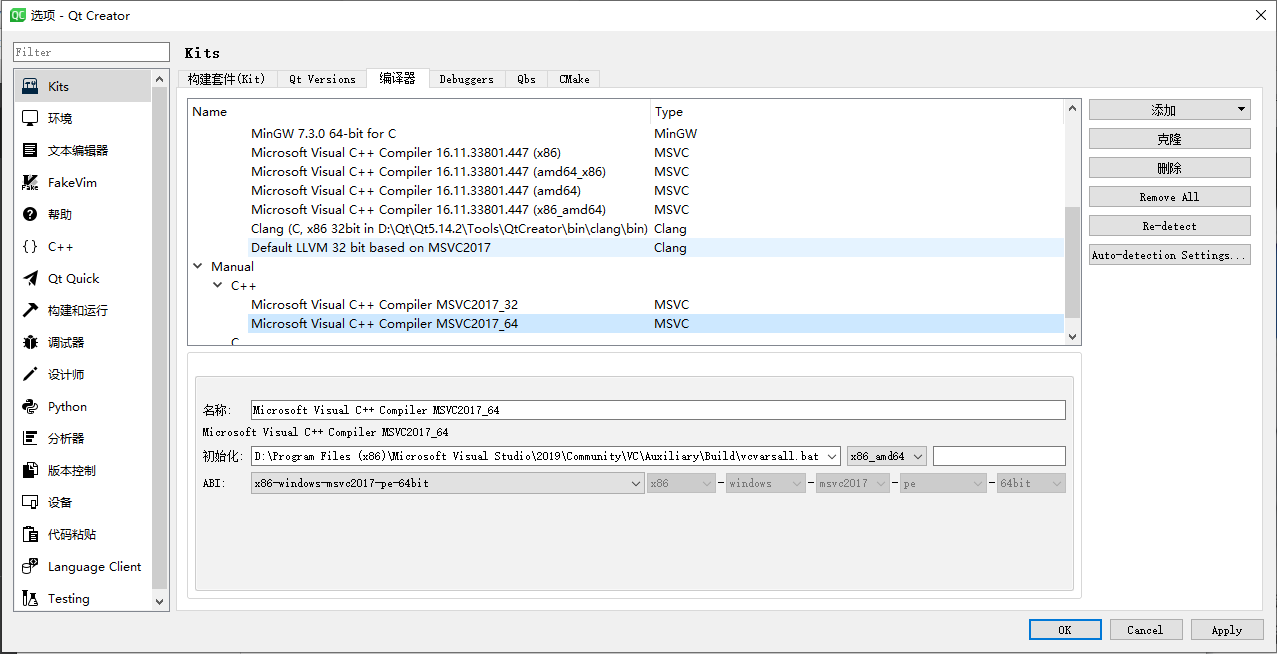 选项 - Qt Creator
Filter
Kits
环境
文本编辑器
FakeVim
帮助
C++
Qt Quick
构建和运行
调试器
设计师
Python
分析器
版本控制
设备
代码粘贴
Language Client
Testing
Kits
构建套件(Kit) Qt Versions 编译器 Debuggers Qbs CMake
Name Type
MinGW 7.3.0 64-bit for C MinGW
Microsoft Visual C++ Compiler 16.11.33801.447 (x86) MSVC
Microsoft Visual C++ Compiler 16.11.33801.447 (amd64_x86) MSVC
Microsoft Visual C++ Compiler 16.11.33801.447 (amd64) MSVC
Microsoft Visual C++ Compiler 16.11.33801.447 (x86_amd64) MSVC
Clang (C, x86 32bit in D:\Qt\Qt5.14.2\Tools\QtCreator\bin\clang\bin) Clang
Default LLVM 32 bit based on MSVC2017 Clang
Manual
C++
Microsoft Visual C++ Compiler MSVC2017_32 MSVC
Microsoft Visual C++ Compiler MSVC2017_64 MSVC
C
添加
克隆
删除
Remove All
Re-detect
Auto-detection Settings...
名称: Microsoft Visual C++ Compiler MSVC2017_64
Microsoft Visual C++ Compiler MSVC2017_64
初始化: D:\Program Files (x86)\Microsoft Visual Studio\2019\Community\VC\Auxiliary\Build\vcvarsall.bat x86_amd64
ABI: x86-windows-msvc2017-pe-64bit x86 - windows - msvc2017 - pe - 64bit
OK Cancel Apply